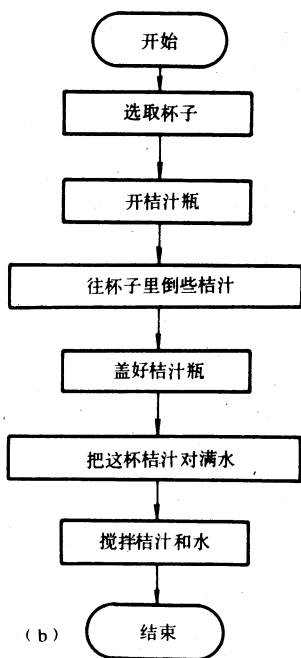 开始
选取杯子
开桔汁瓶
往杯子里倒些桔汁
盖好桔汁瓶
把这杯桔汁对满水
搅拌桔汁和水
(b)
结束